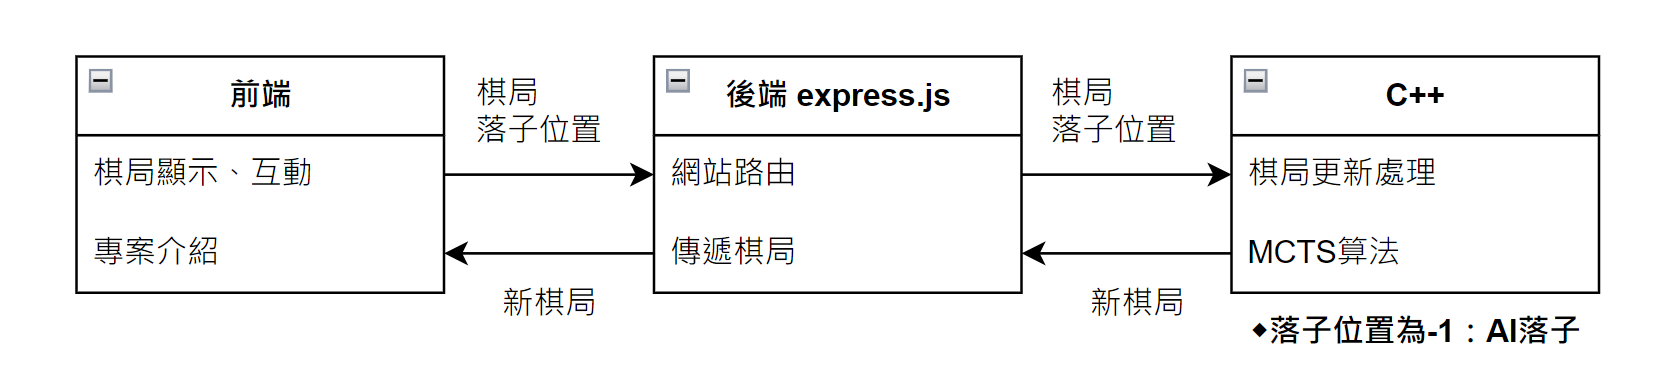 前端
棋局顯示、互動
專案介紹
棋局
落子位置
新棋局
後端 express.js
網站路由
傳遞棋局
棋局
落子位置
新棋局
C++
棋局更新處理
MCTS算法
◆落子位置為-1：AI落子